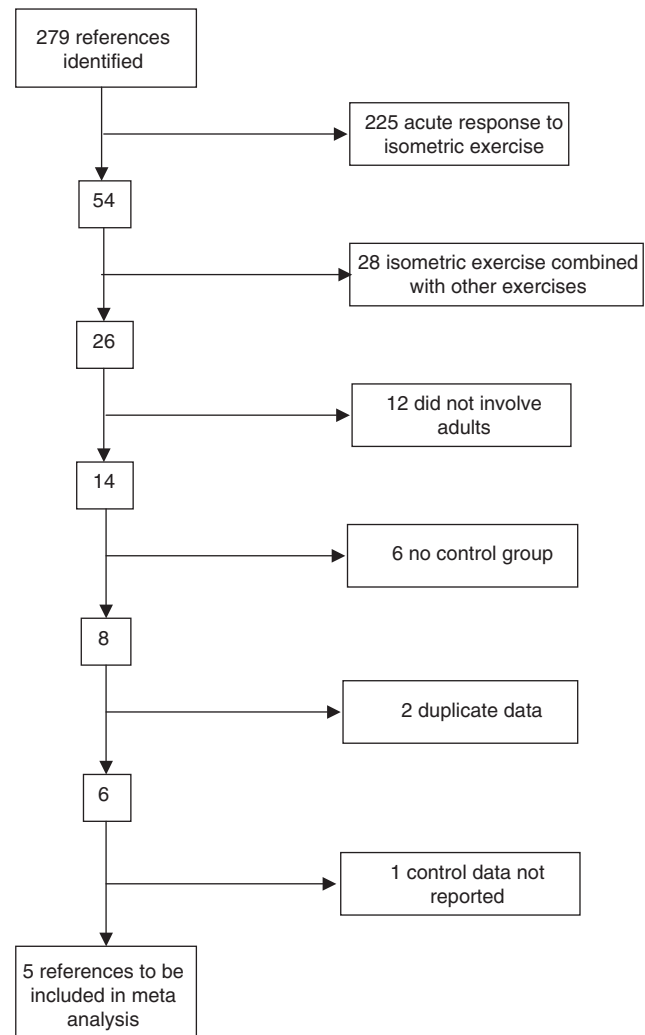 279 references
identified
225 acute response to
isometric exercise
54
28 isometric exercise combined
with other exercises
26
12 did not involve
adults
14
6 no control group
8
2 duplicate data
6
1 control data not
reported
5 references to be
included in meta
analysis